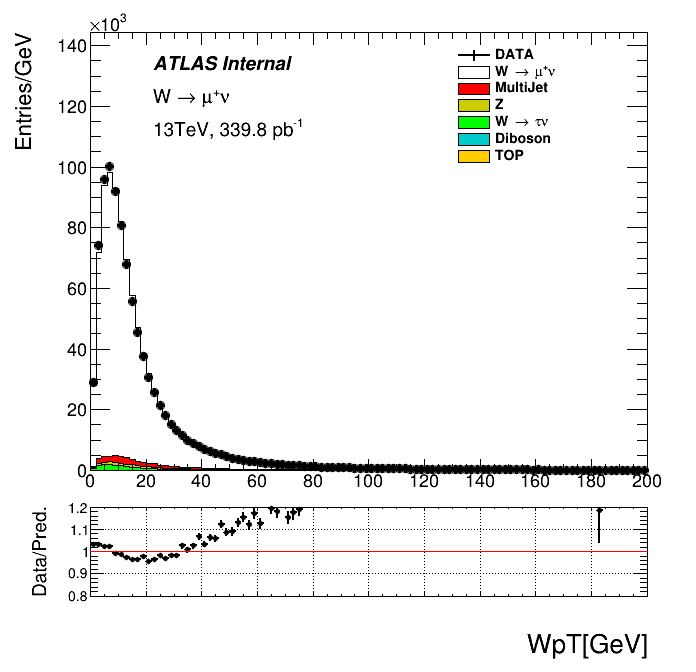 ×10³
Entries/GeV
140
120
100
80
60
40
20
0
ATLAS Internal
W → μ⁺ν
13TeV, 339.8 pb⁻¹
DATA
W → μ⁺ν
MultiJet
Z
W → τν
Diboson
TOP
0 20 40 60 80 100 120 140 160 180 200
Data/Pred.
1.2
1.1
1
0.9
0.8
WpT[GeV]